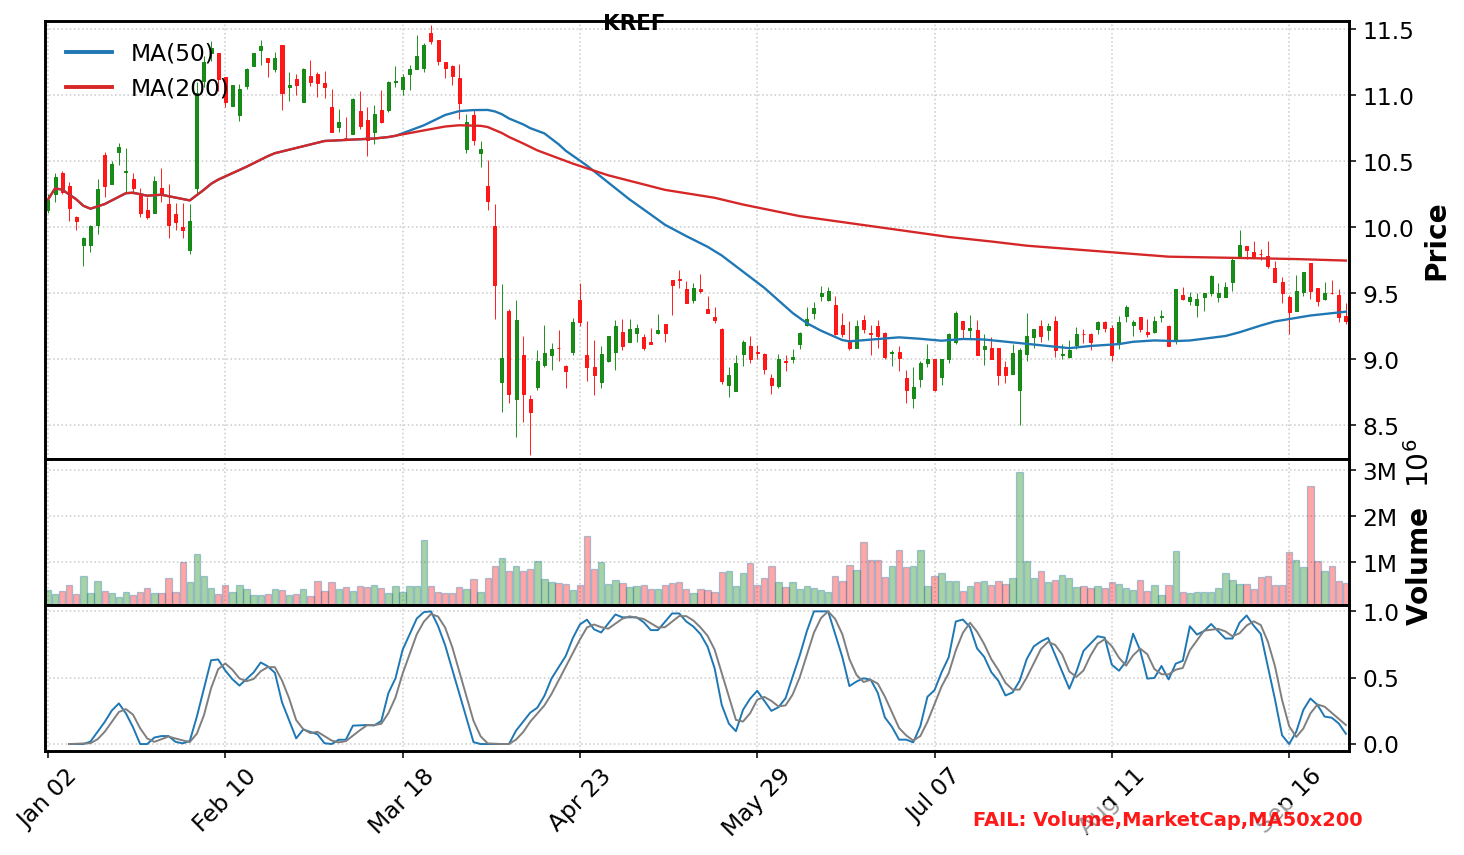 KREF
MA(50)
MA(200)
11.5
11.0
10.5
10.0
9.5
9.0
8.5
Price
3M
2M
1M
Volume 10^6
1.0
0.5
0.0
Jan 02
Feb 10
Mar 18
Apr 23
May 29
Jul 07
Aug 11
Sep 16
FAIL: Volume,MarketCap,MA50x200